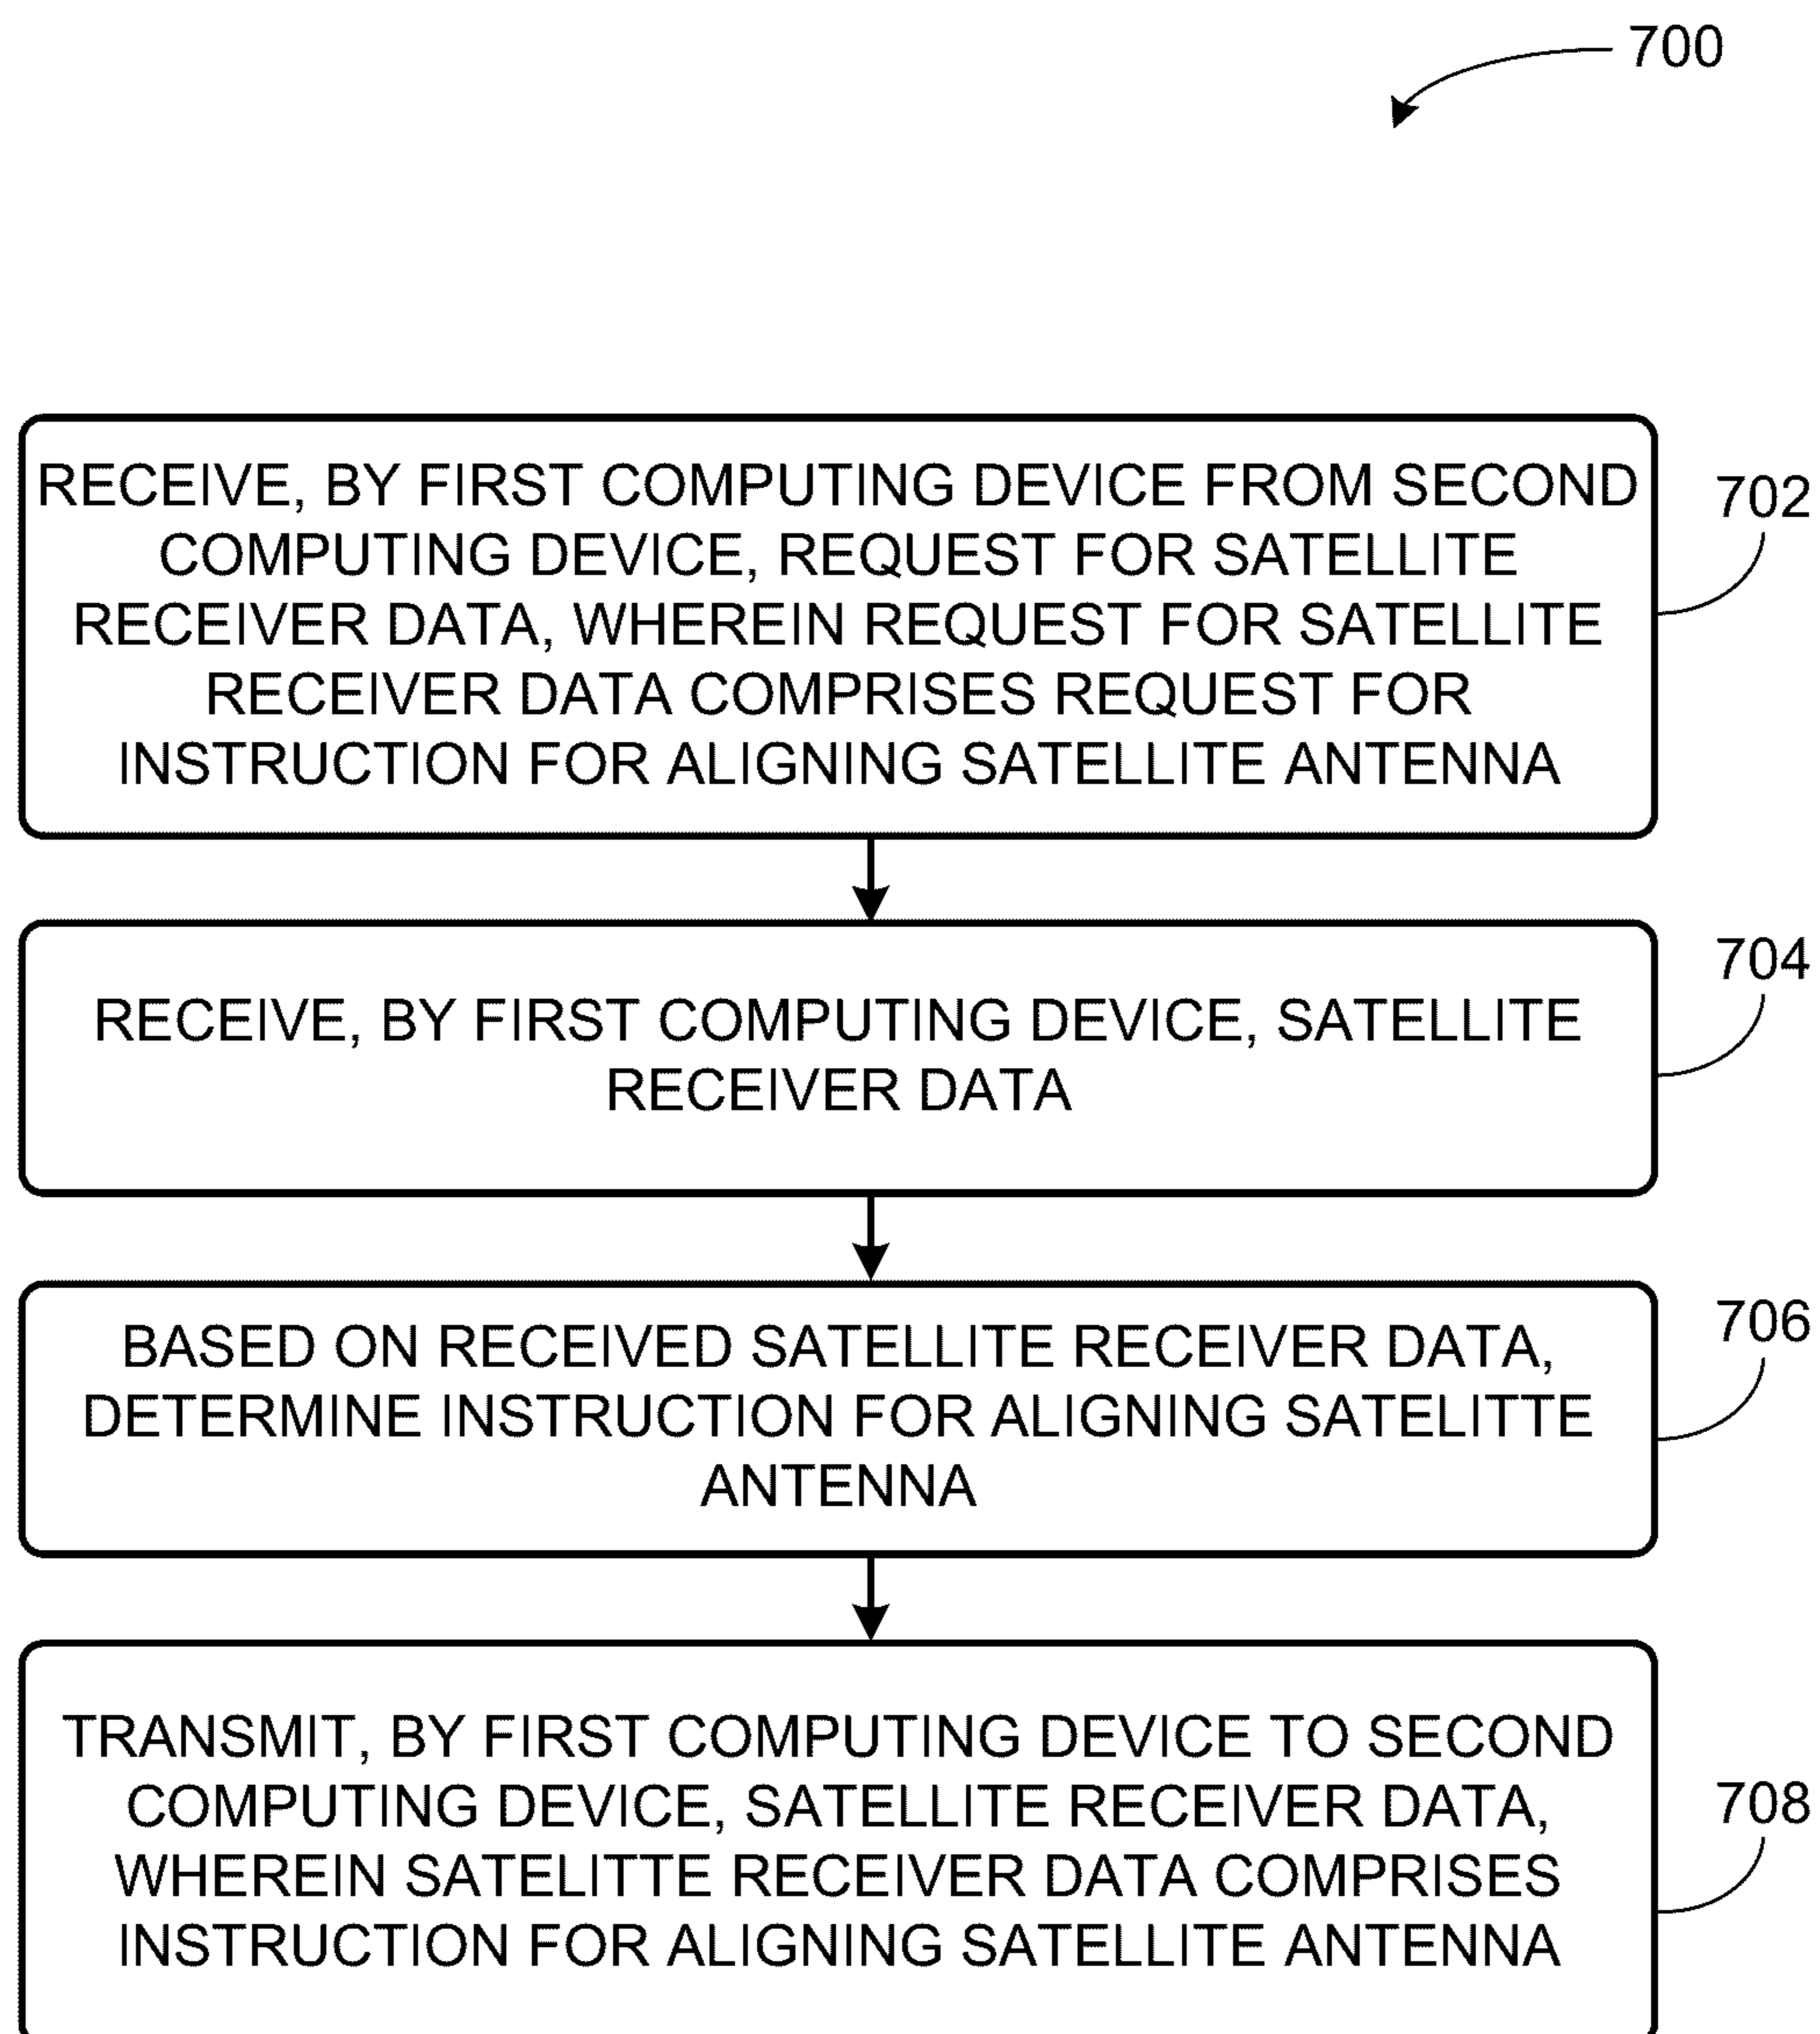 700
RECEIVE, BY FIRST COMPUTING DEVICE FROM SECOND
COMPUTING DEVICE, REQUEST FOR SATELLITE
RECEIVER DATA, WHEREIN REQUEST FOR SATELLITE
RECEIVER DATA COMPRISES REQUEST FOR
INSTRUCTION FOR ALIGNING SATELLITE ANTENNA
702
RECEIVE, BY FIRST COMPUTING DEVICE, SATELLITE
RECEIVER DATA
704
BASED ON RECEIVED SATELLITE RECEIVER DATA,
DETERMINE INSTRUCTION FOR ALIGNING SATELITTE
ANTENNA
706
TRANSMIT, BY FIRST COMPUTING DEVICE TO SECOND
COMPUTING DEVICE, SATELLITE RECEIVER DATA,
WHEREIN SATELITTE RECEIVER DATA COMPRISES
INSTRUCTION FOR ALIGNING SATELLITE ANTENNA
708